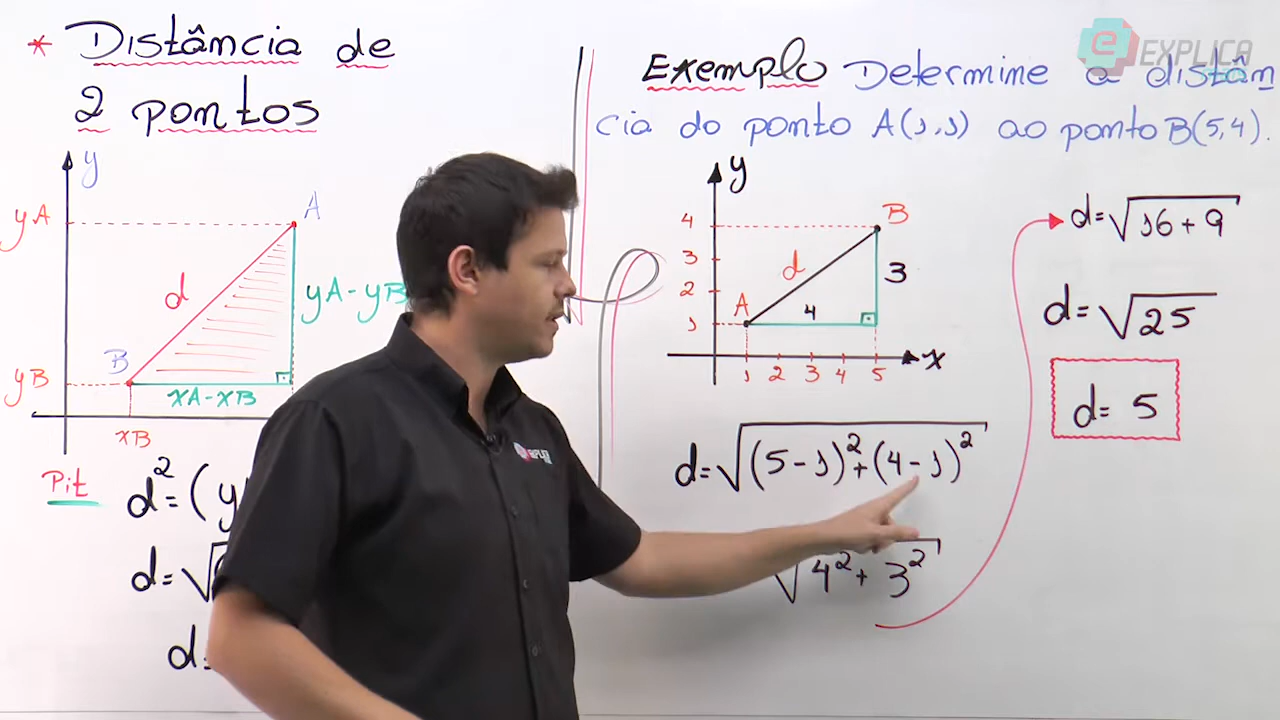 * Distância de
2 pontos
y
yA
A
d
yA-yB
B
yB
xA-xB
xB
Pit
d²=(y
d=√
d=
e EXPLICA
Exemplo Determine a distân
cia do ponto A(1,1) ao ponto B(5,4).
y
4
B
3
d
3
2
A
4
1
x
1 2 3 4 5
d=√(5-1)²+(4-1)²
√4²+3²
d=√16+9
d=√25
d=5
EXPLICA